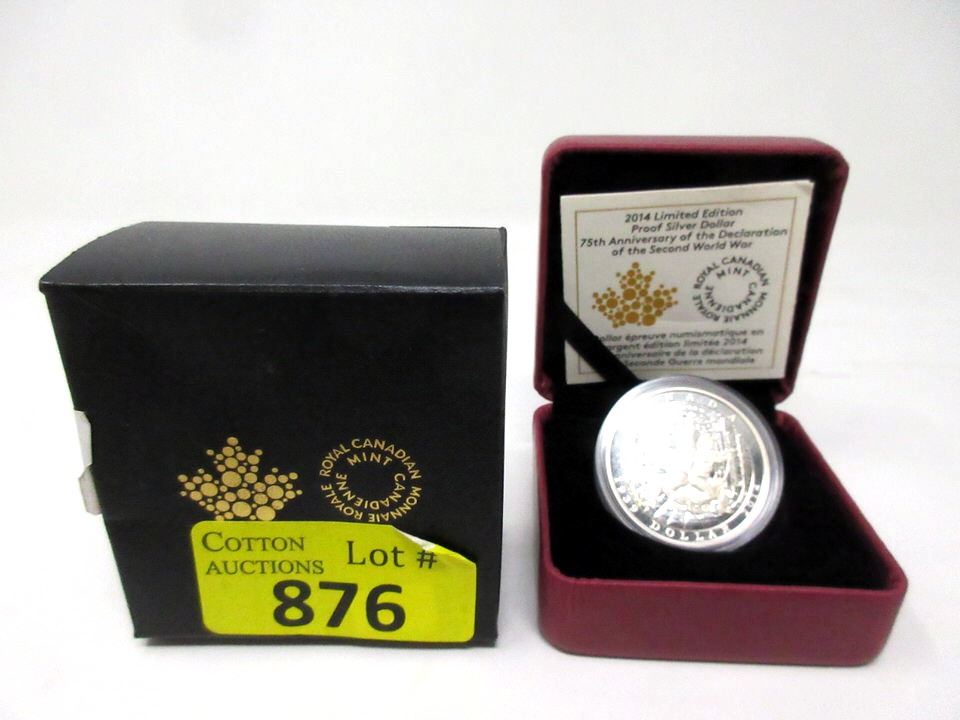 ROYAL CANADIAN MINT
MONNAIE ROYALE CANADIENNE
COTTON
AUCTIONS
Lot #
876
2014 Limited Edition
Proof Silver Dollar
75th Anniversary of the Declaration
of the Second World War
ROYAL CANADIAN MINT
MONNAIE ROYALE CANADIENNE
épreuve numismatique en
argent édition limitée 2014
de la déclaration
Seconde Guerre mondiale
DOLLAR